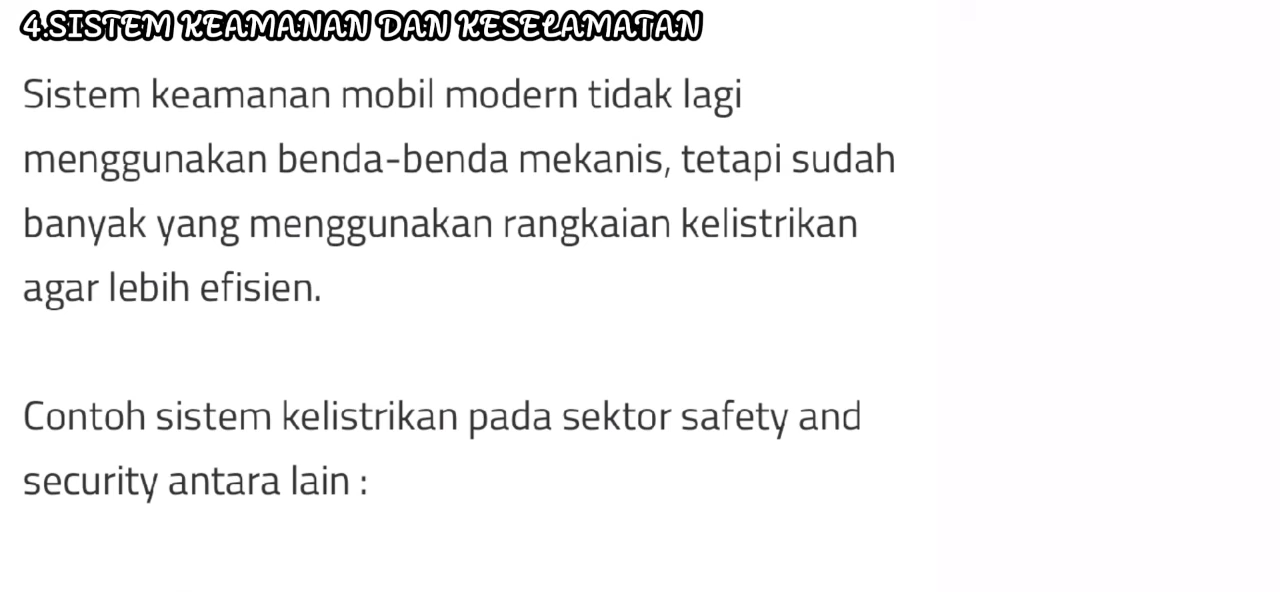 4.SISTEM KEAMANAN DAN KESELAMATAN
Sistem keamanan mobil modern tidak lagi
menggunakan benda-benda mekanis, tetapi sudah
banyak yang menggunakan rangkaian kelistrikan
agar lebih efisien.
Contoh sistem kelistrikan pada sektor safety and
security antara lain :